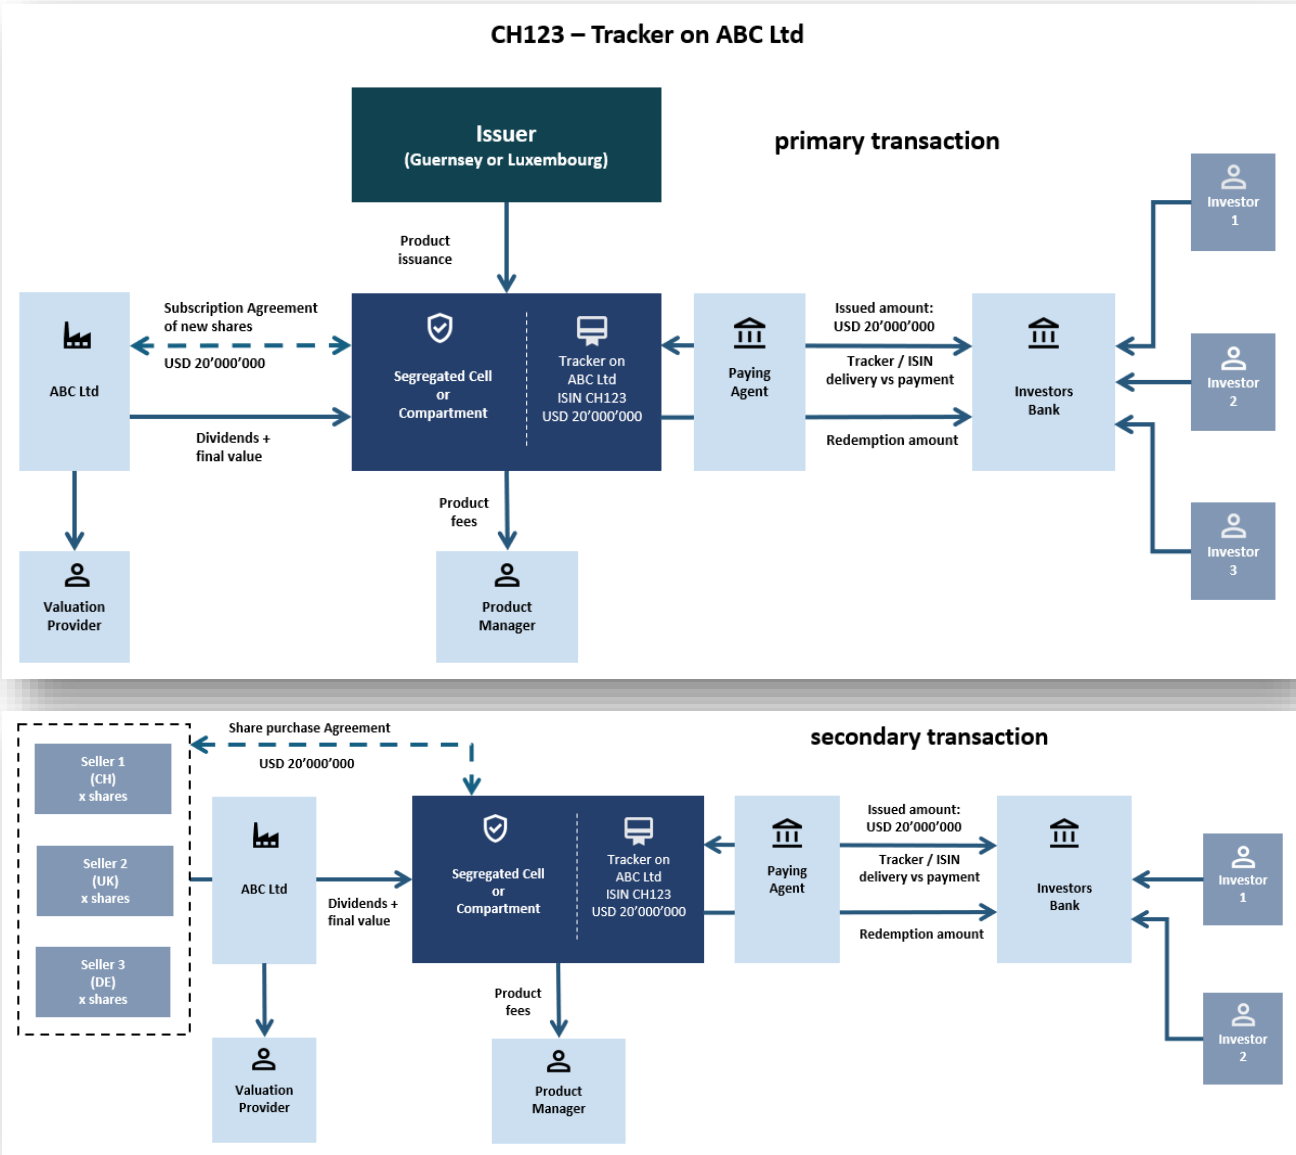 CH123 – Tracker on ABC Ltd
Issuer
(Guernsey or Luxembourg)
primary transaction
Investor
1
Product
issuance
Subscription Agreement
of new shares
USD 20’000’000
ABC Ltd
Dividends +
final value
Segregated Cell
or
Compartment
Tracker on
ABC Ltd
ISIN CH123
USD 20’000’000
Paying
Agent
Issued amount:
USD 20’000’000
Tracker / ISIN
delivery vs payment
Redemption amount
Investors
Bank
Investor
2
Investor
3
Product
fees
Valuation
Provider
Product
Manager
Share purchase Agreement
USD 20’000’000
secondary transaction
Seller 1
(CH)
x shares
Seller 2
(UK)
x shares
Seller 3
(DE)
x shares
ABC Ltd
Dividends +
final value
Segregated Cell
or
Compartment
Tracker on
ABC Ltd
ISIN CH123
USD 20’000’000
Paying
Agent
Issued amount:
USD 20’000’000
Tracker / ISIN
delivery vs payment
Redemption amount
Investors
Bank
Investor
1
Investor
2
Product
fees
Valuation
Provider
Product
Manager